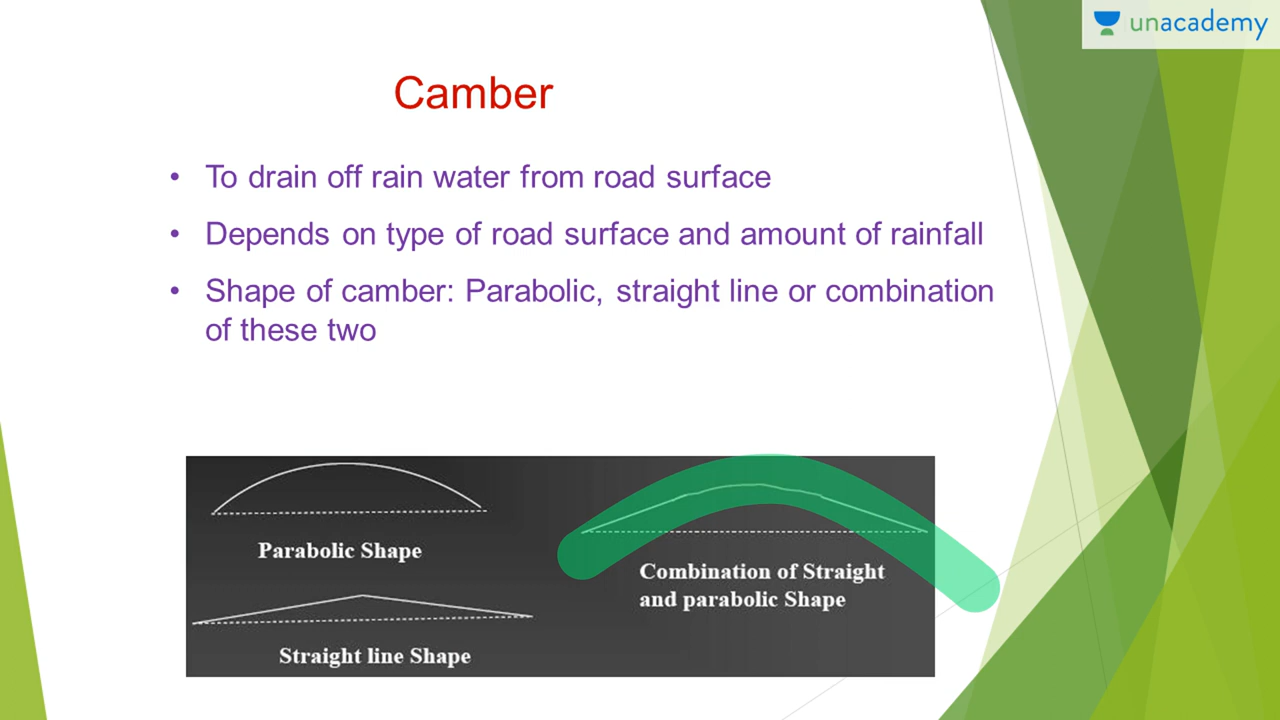 unacademy
Camber
• To drain off rain water from road surface
• Depends on type of road surface and amount of rainfall
• Shape of camber: Parabolic, straight line or combination
of these two
Parabolic Shape
Straight line Shape
Combination of Straight
and parabolic Shape